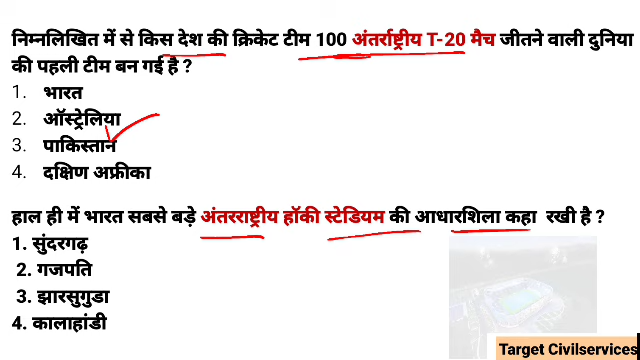 निम्नलिखित में से किस देश की क्रिकेट टीम 100 अंतर्राष्ट्रीय T-20 मैच जीतने वाली दुनिया
की पहली टीम बन गई है ?
1. भारत
2. ऑस्ट्रेलिया
3. पाकिस्तान
4. दक्षिण अफ्रीका
हाल ही में भारत सबसे बड़े अंतरराष्ट्रीय हॉकी स्टेडियम की आधारशिला कहा रखी है ?
1. सुंदरगढ़
2. गजपति
3. झारसुगुडा
4. कालाहांडी
Target Civilservices